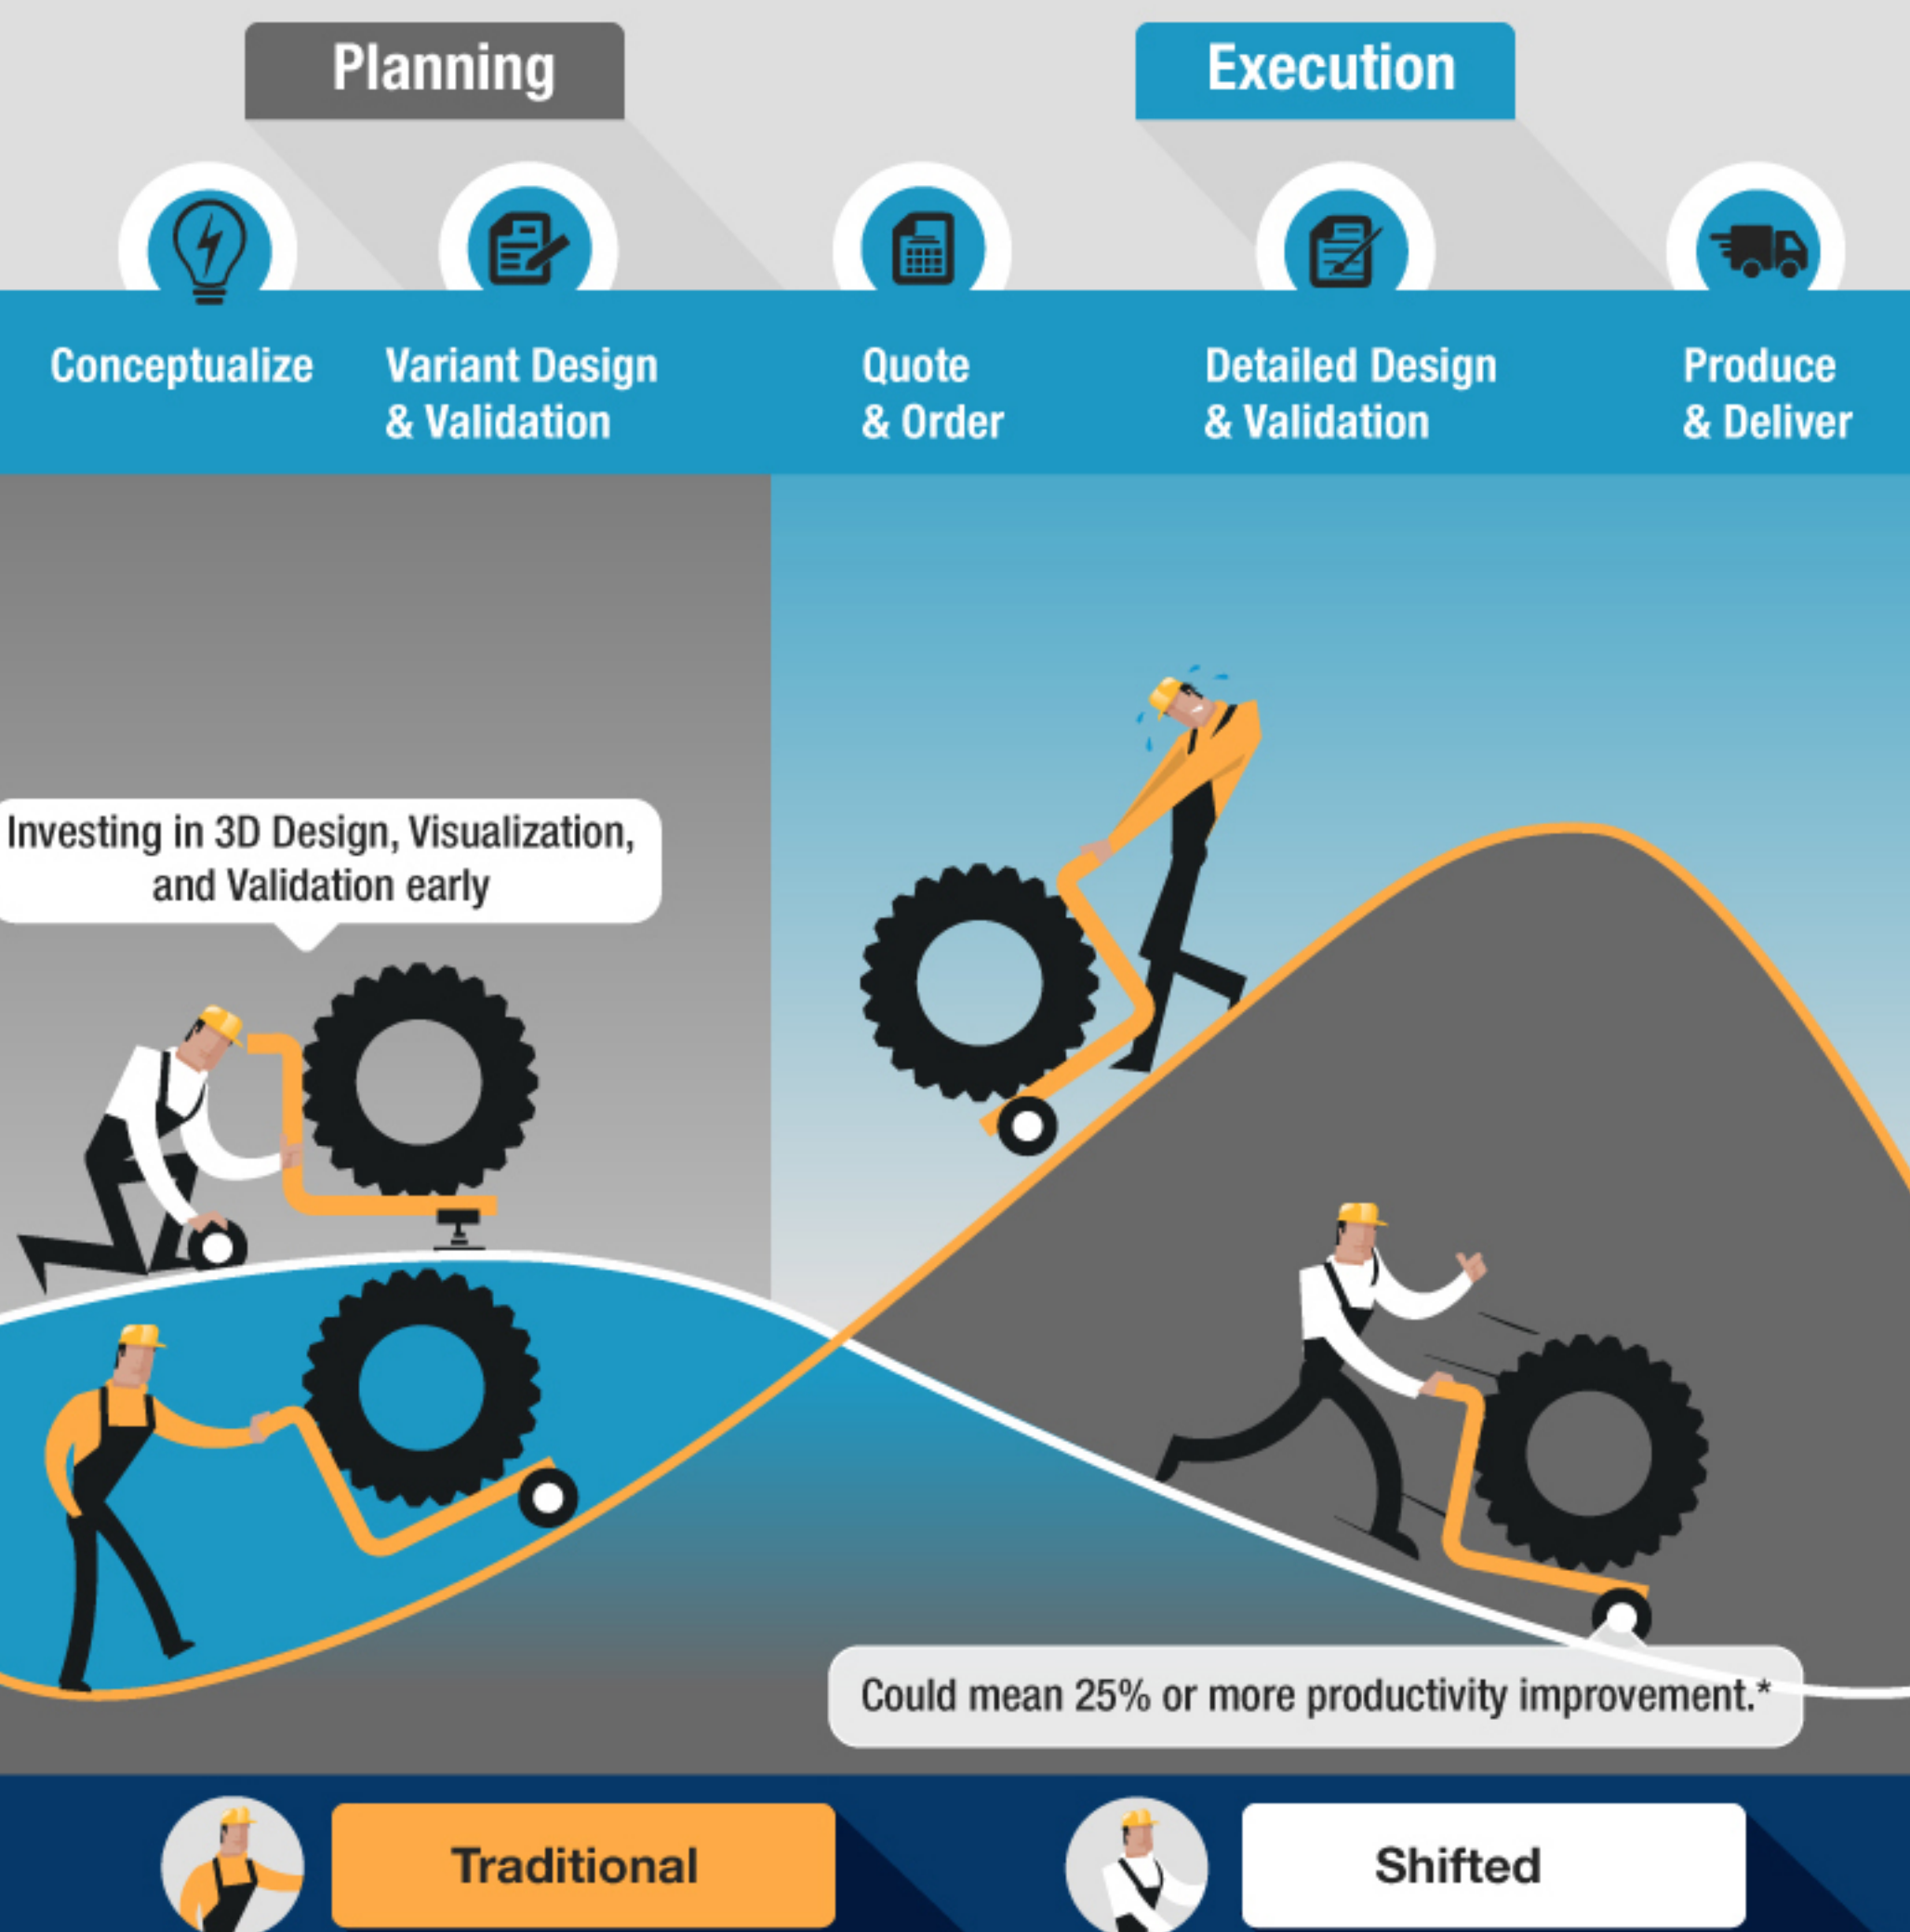 Planning
Execution
Conceptualize
Variant Design
& Validation
Quote
& Order
Detailed Design
& Validation
Produce
& Deliver
Investing in 3D Design, Visualization,
and Validation early
Could mean 25% or more productivity improvement.*
Traditional
Shifted